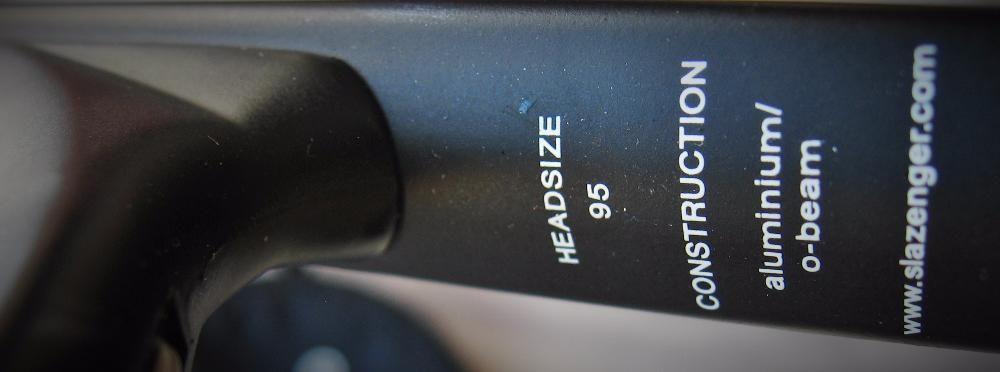 HEADSIZE
95
CONSTRUCTION
aluminium/
o-beam
www.slazenger.com